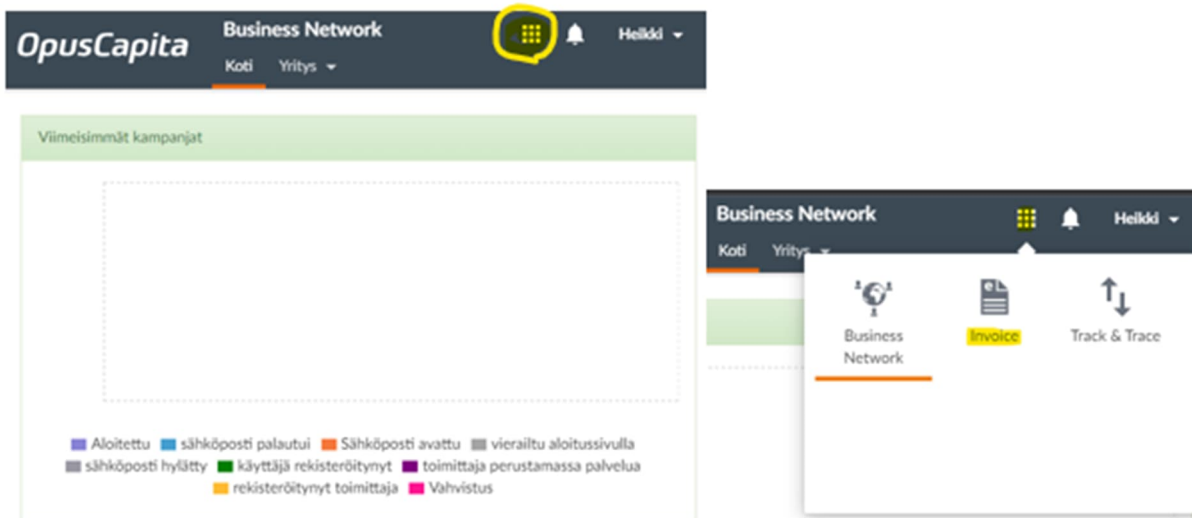 OpusCapita
Business Network
Heikki
Koti Yritys
Viimeisimmät kampanjat
Aloitettu sähköposti palautui Sähköposti avattu vierailtu aloitussivulla
sähköposti hylätty käyttäjä rekisteröitynyt toimittaja perustamassa palvelua
rekisteröitynyt toimittaja Vahvistus
Business Network
Heikki
Koti Yritys
Business
Network
Invoice
Track & Trace